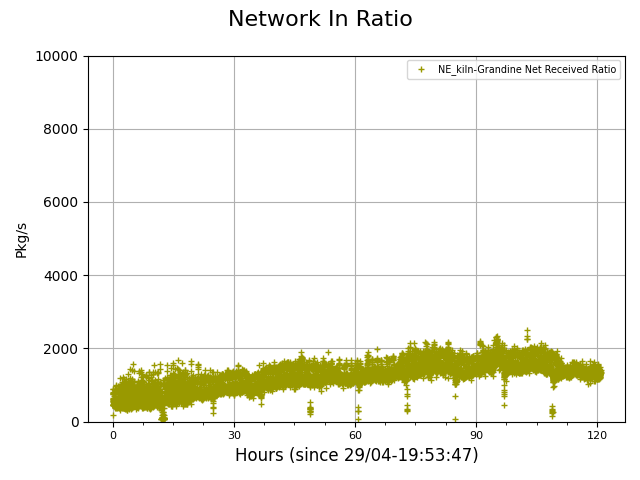 Network In Ratio
10000
8000
6000
4000
2000
0
Pkg/s
NE_kiln-Grandine Net Received Ratio
0 30 60 90 120
Hours (since 29/04-19:53:47)